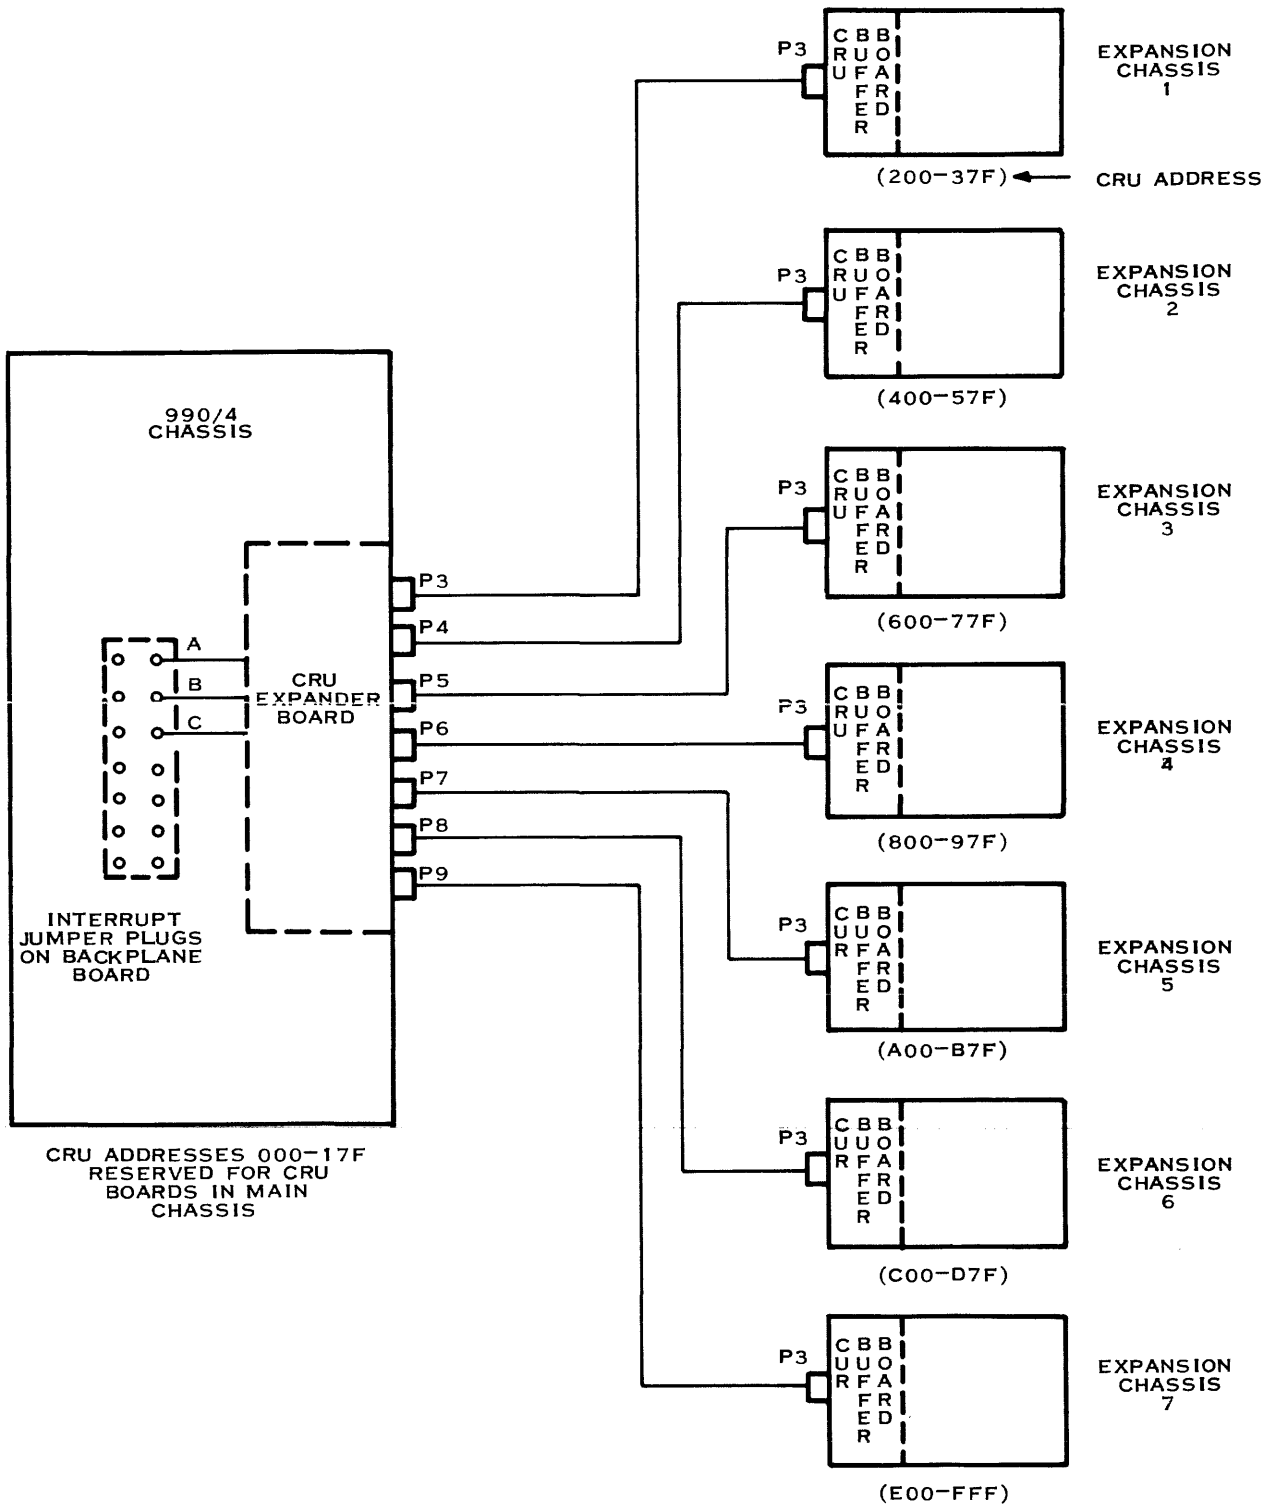 P3
CRU
BUFFER
BOARD
EXPANSION
CHASSIS
1
(200-37F)
CRU ADDRESS
P3
CRU
BUFFER
BOARD
EXPANSION
CHASSIS
2
(400-57F)
P3
CRU
BUFFER
BOARD
EXPANSION
CHASSIS
3
(600-77F)
P3
CRU
BUFFER
BOARD
EXPANSION
CHASSIS
4
(800-97F)
P3
CUR
BUFFER
BOARD
EXPANSION
CHASSIS
5
(A00-B7F)
P3
CUR
BUFFER
BOARD
EXPANSION
CHASSIS
6
(C00-D7F)
P3
CUR
BUFFER
BOARD
EXPANSION
CHASSIS
7
(E00-FFF)
990/4
CHASSIS
A
B
C
CRU
EXPANDER
BOARD
P3
P4
P5
P6
P7
P8
P9
INTERRUPT
JUMPER PLUGS
ON BACKPLANE
BOARD
CRU ADDRESSES 000-17F
RESERVED FOR CRU
BOARDS IN MAIN
CHASSIS